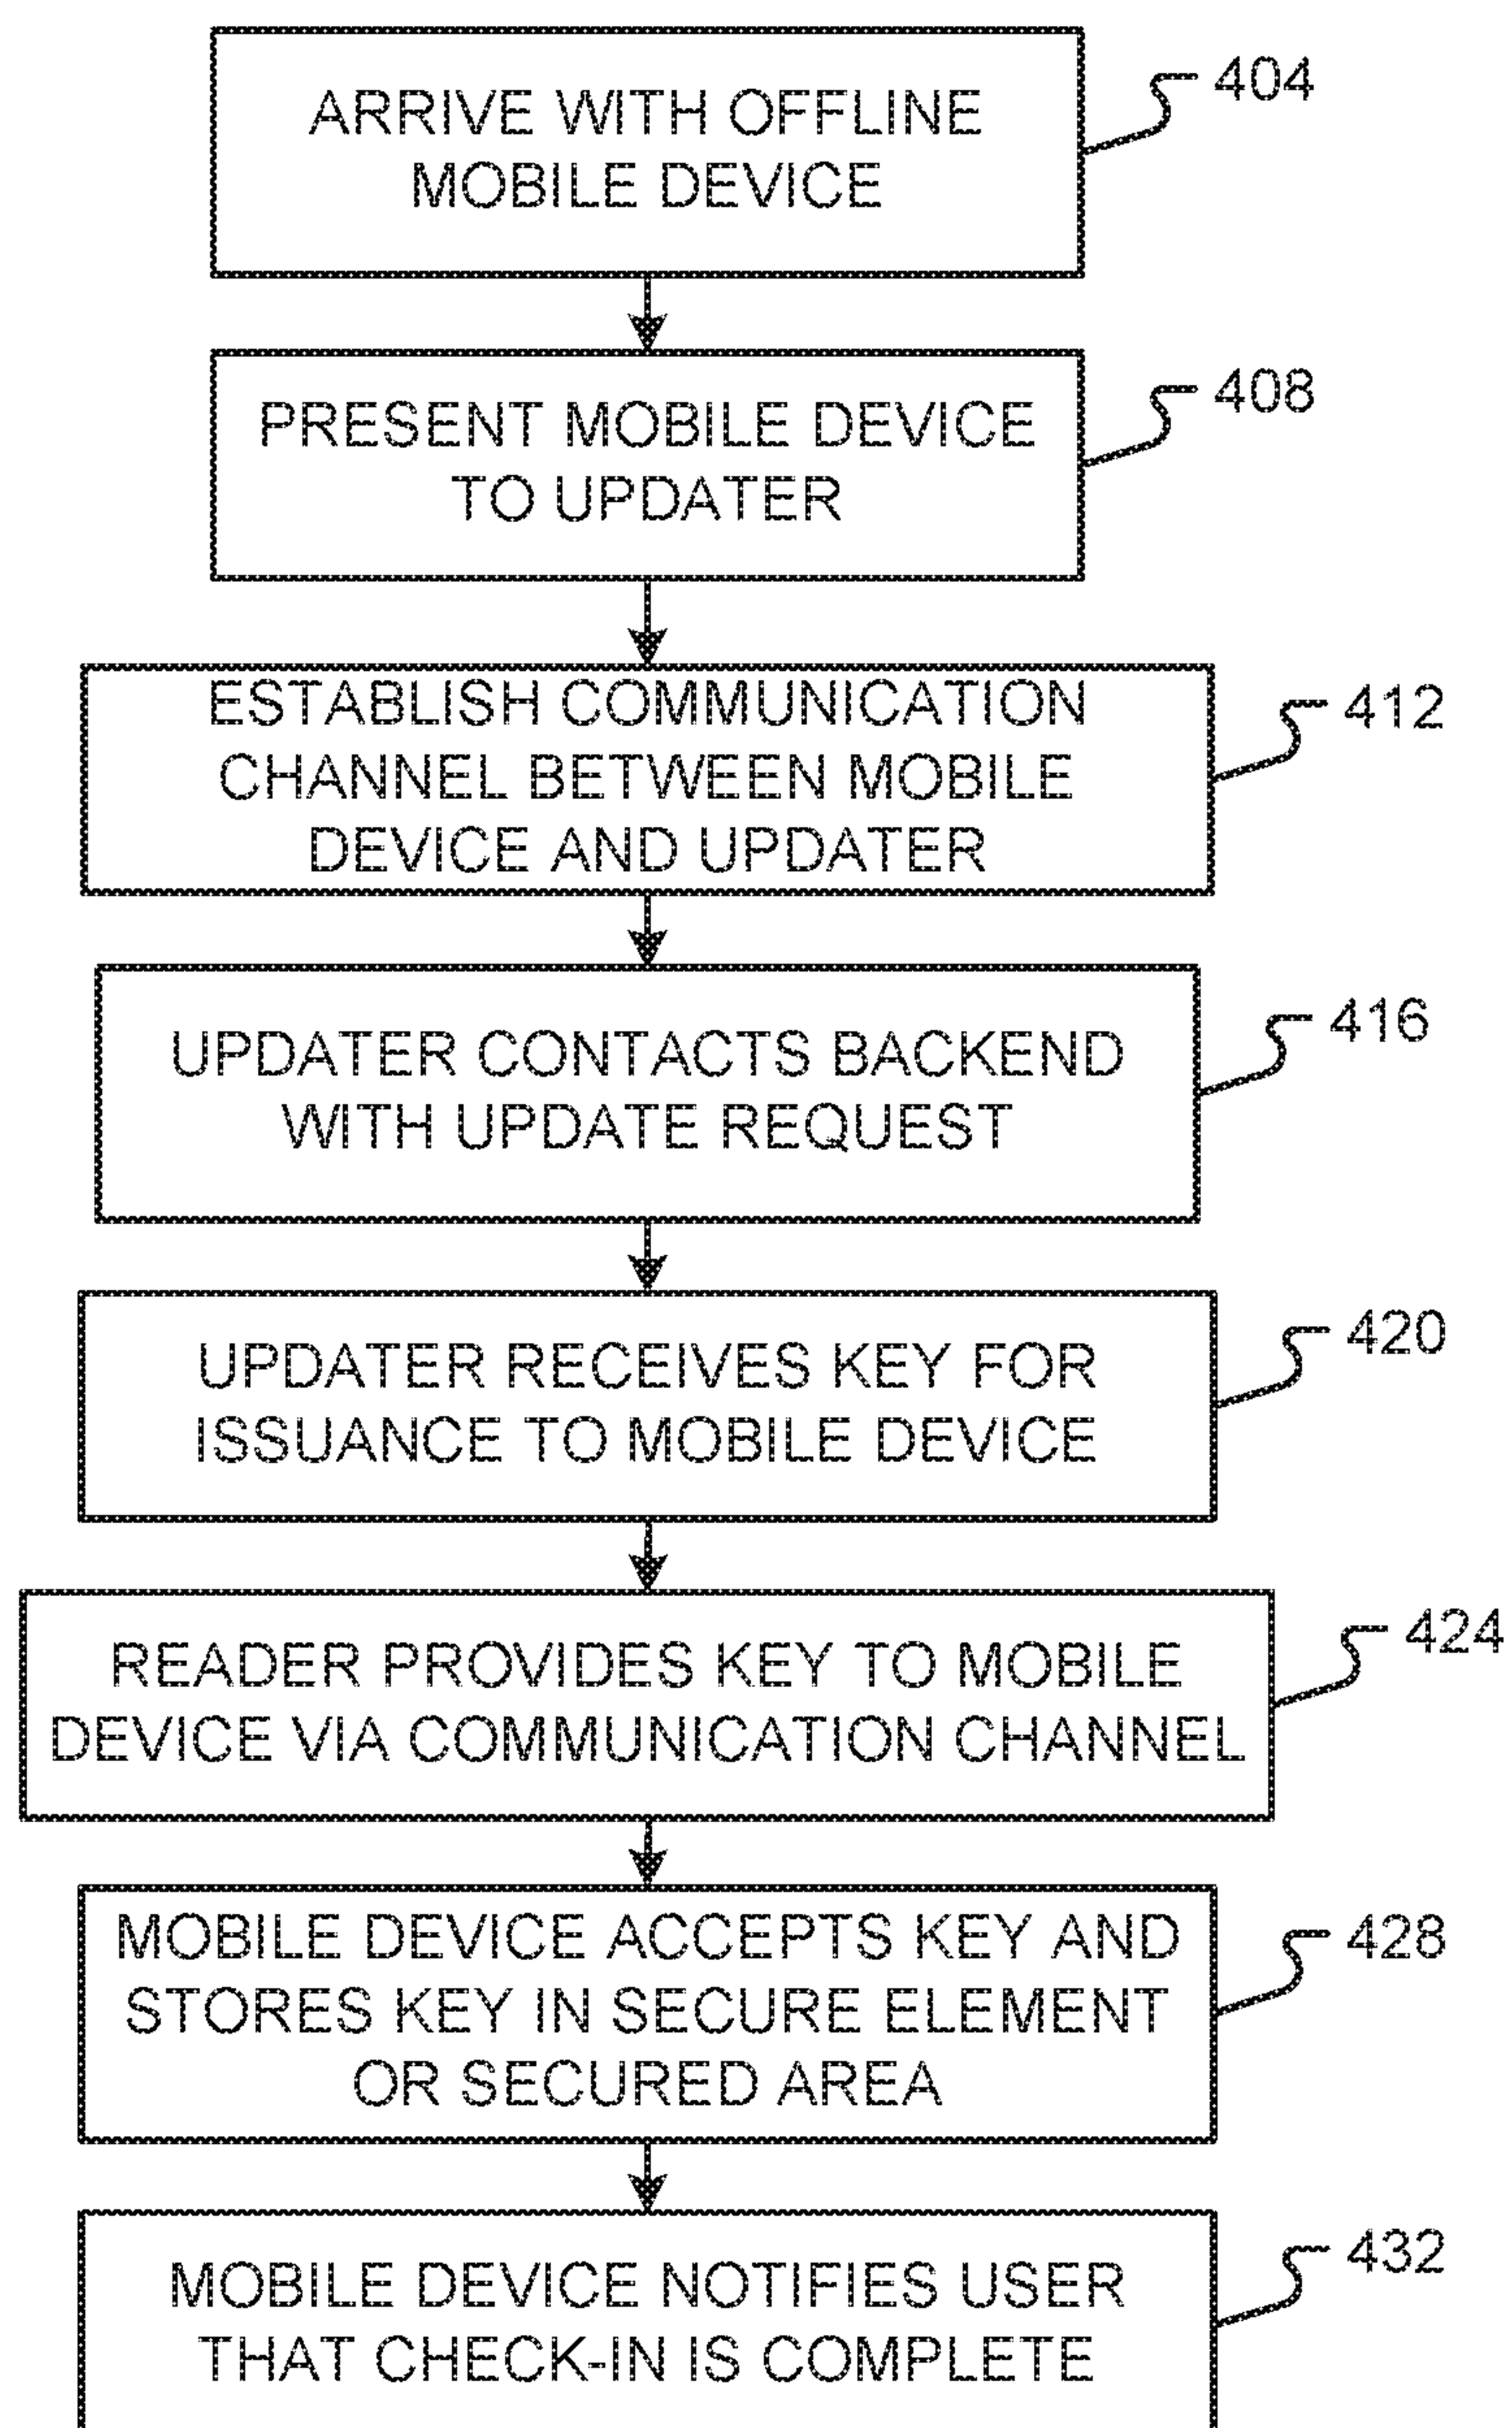 ARRIVE WITH OFFLINE
MOBILE DEVICE
404
PRESENT MOBILE DEVICE
TO UPDATER
408
ESTABLISH COMMUNICATION
CHANNEL BETWEEN MOBILE
DEVICE AND UPDATER
412
UPDATER CONTACTS BACKEND
WITH UPDATE REQUEST
416
UPDATER RECEIVES KEY FOR
ISSUANCE TO MOBILE DEVICE
420
READER PROVIDES KEY TO MOBILE
DEVICE VIA COMMUNICATION CHANNEL
424
MOBILE DEVICE ACCEPTS KEY AND
STORES KEY IN SECURE ELEMENT
OR SECURED AREA
428
MOBILE DEVICE NOTIFIES USER
THAT CHECK-IN IS COMPLETE
432